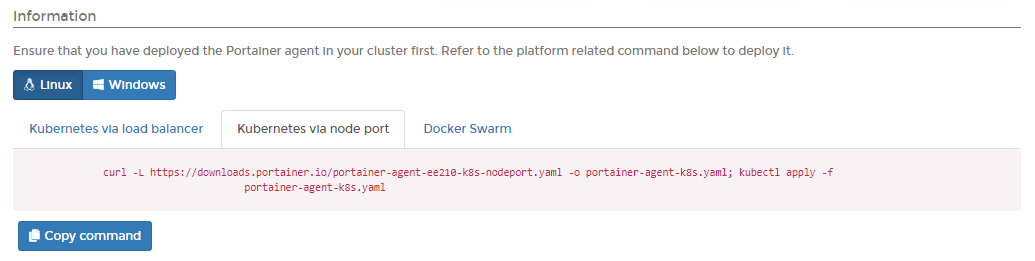 Information
Ensure that you have deployed the Portainer agent in your cluster first. Refer to the platform related command below to deploy it.
Linux Windows
Kubernetes via load balancer Kubernetes via node port Docker Swarm
curl -L https://downloads.portainer.io/portainer-agent-ee210-k8s-nodeport.yaml -o portainer-agent-k8s.yaml; kubectl apply -f
portainer-agent-k8s.yaml
Copy command